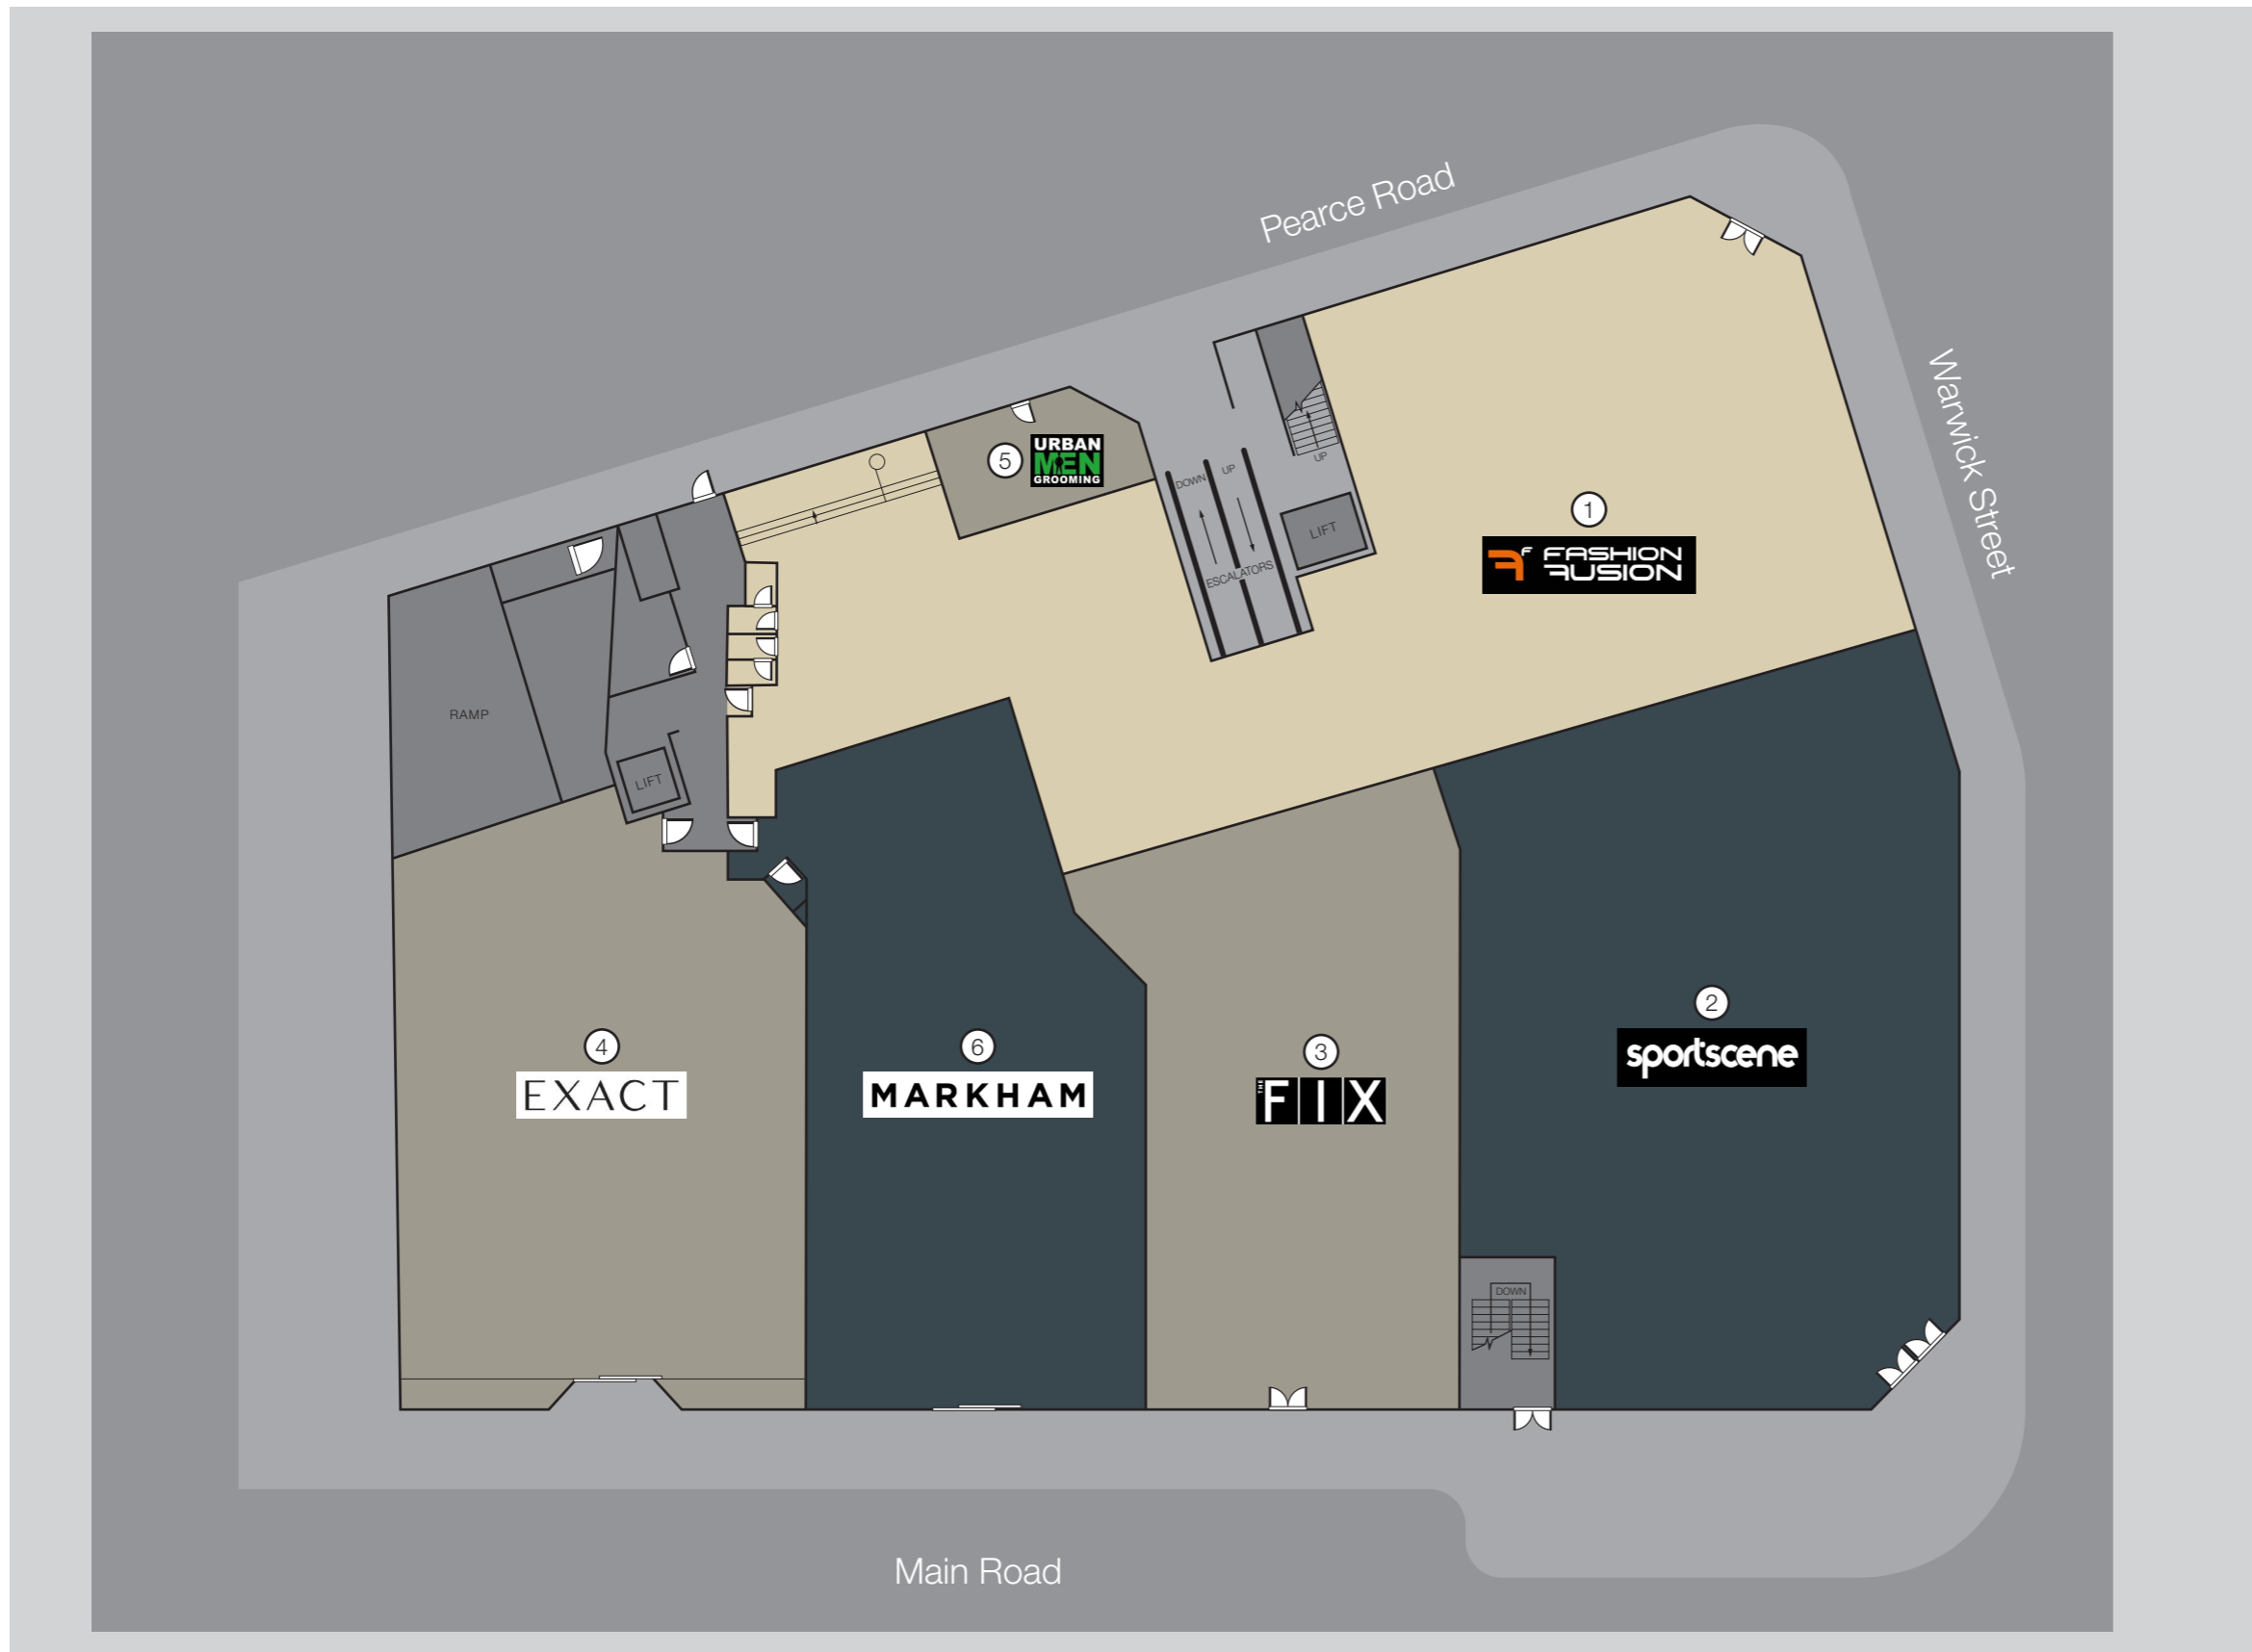 Pearce Road
Warwick Street
5
URBAN
MEN
GROOMING
DOWN
UP
UP
LIFT
ESCALATORS
1
F
FASHION
FUSION
RAMP
LIFT
4
EXACT
6
MARKHAM
3
THE
FIX
2
sportscene
DOWN
Main Road